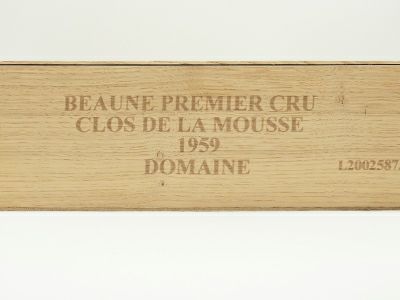 BEAUNE PREMIER CRU
CLOS DE LA MOUSSE
1959
DOMAINE
L2002587